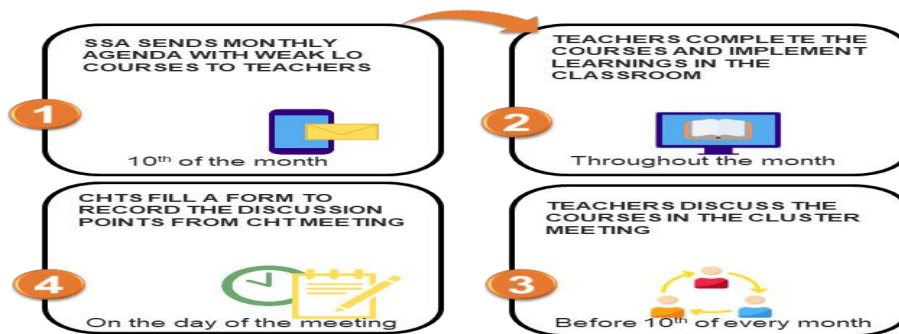 1
SSA SENDS MONTHLY
AGENDA WITH WEAK LO
COURSES TO TEACHERS
10th of the month
2
TEACHERS COMPLETE THE
COURSES AND IMPLEMENT
LEARNINGS IN THE
CLASSROOM
Throughout the month
3
TEACHERS DISCUSS THE
COURSES IN THE CLUSTER
MEETING
Before 10th of every month
4
CHTS FILL A FORM TO
RECORD THE DISCUSSION
POINTS FROM CHT MEETING
On the day of the meeting